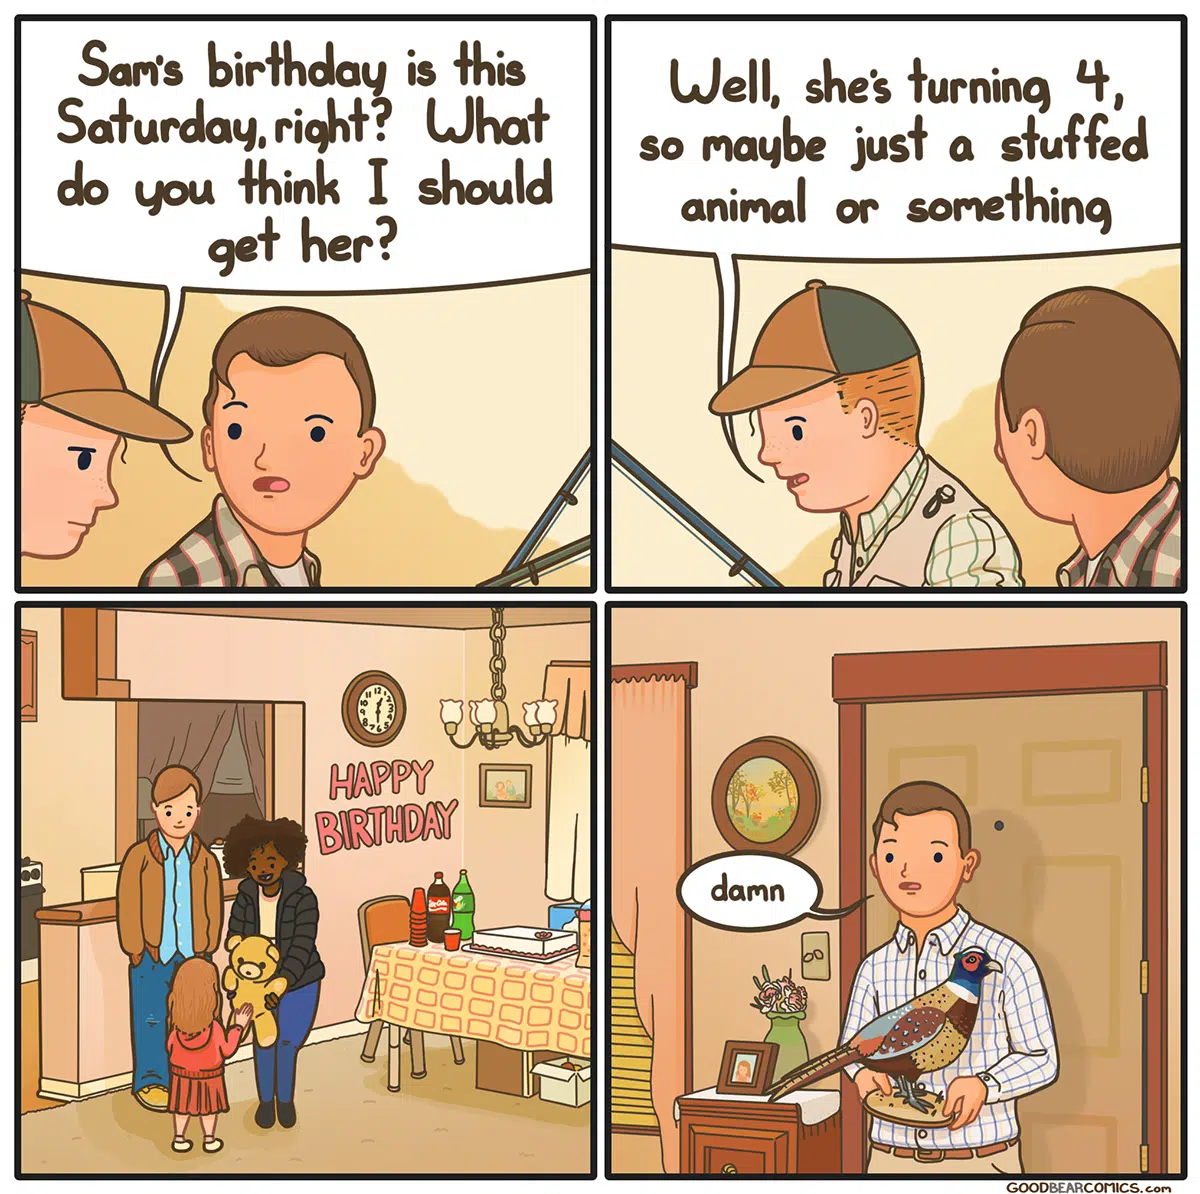 Sam's birthday is this
Saturday, right? What
do you think I should
get her?
Well, she's turning 4,
so maybe just a stuffed
animal or something
HAPPY
BIRTHDAY
damn
GOODBEARCOMICS.com